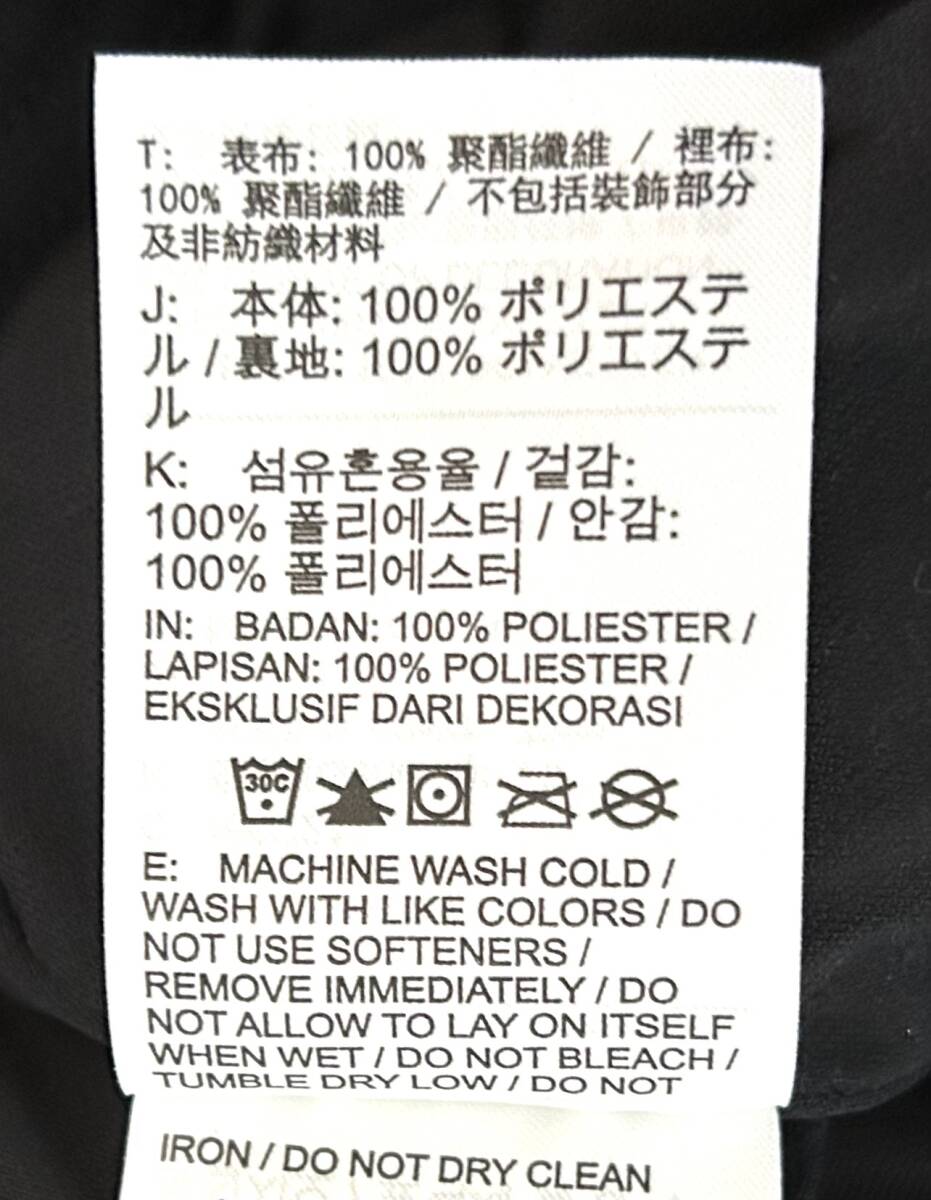 T: 表布: 100% 聚酯纖維 / 裡布:
100% 聚酯纖維 / 不包括裝飾部分
及非紡織材料
J: 本体: 100% ポリエステ
ル / 裏地: 100% ポリエステ
ル
K: 섬유혼용율 / 겉감:
100% 폴리에스터 / 안감:
100% 폴리에스터
IN: BADAN: 100% POLIESTER /
LAPISAN: 100% POLIESTER /
EKSKLUSIF DARI DEKORASI
30C
E: MACHINE WASH COLD /
WASH WITH LIKE COLORS / DO
NOT USE SOFTENERS /
REMOVE IMMEDIATELY / DO
NOT ALLOW TO LAY ON ITSELF
WHEN WET / DO NOT BLEACH /
TUMBLE DRY LOW / DO NOT
IRON / DO NOT DRY CLEAN